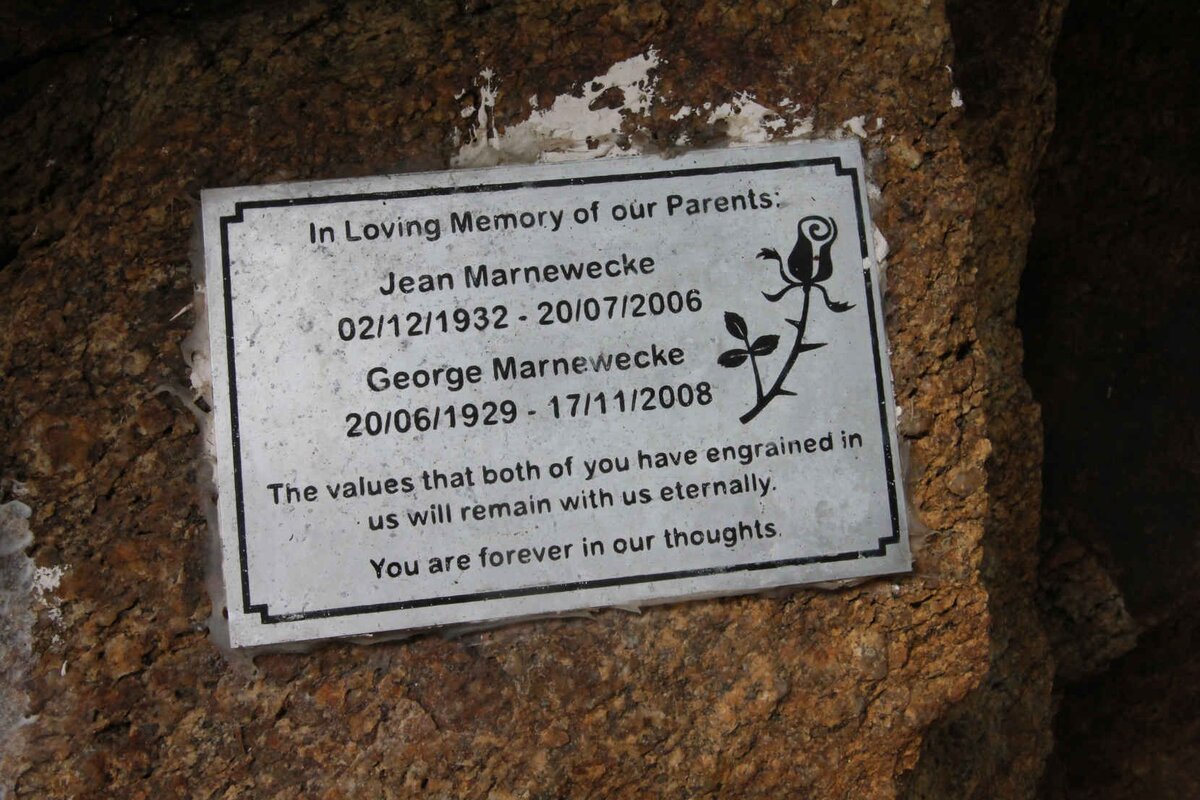 In Loving Memory of our Parents:
Jean Marnewecke
02/12/1932 - 20/07/2006
George Marnewecke
20/06/1929 - 17/11/2008
The values that both of you have engrained in
us will remain with us eternally.
You are forever in our thoughts.